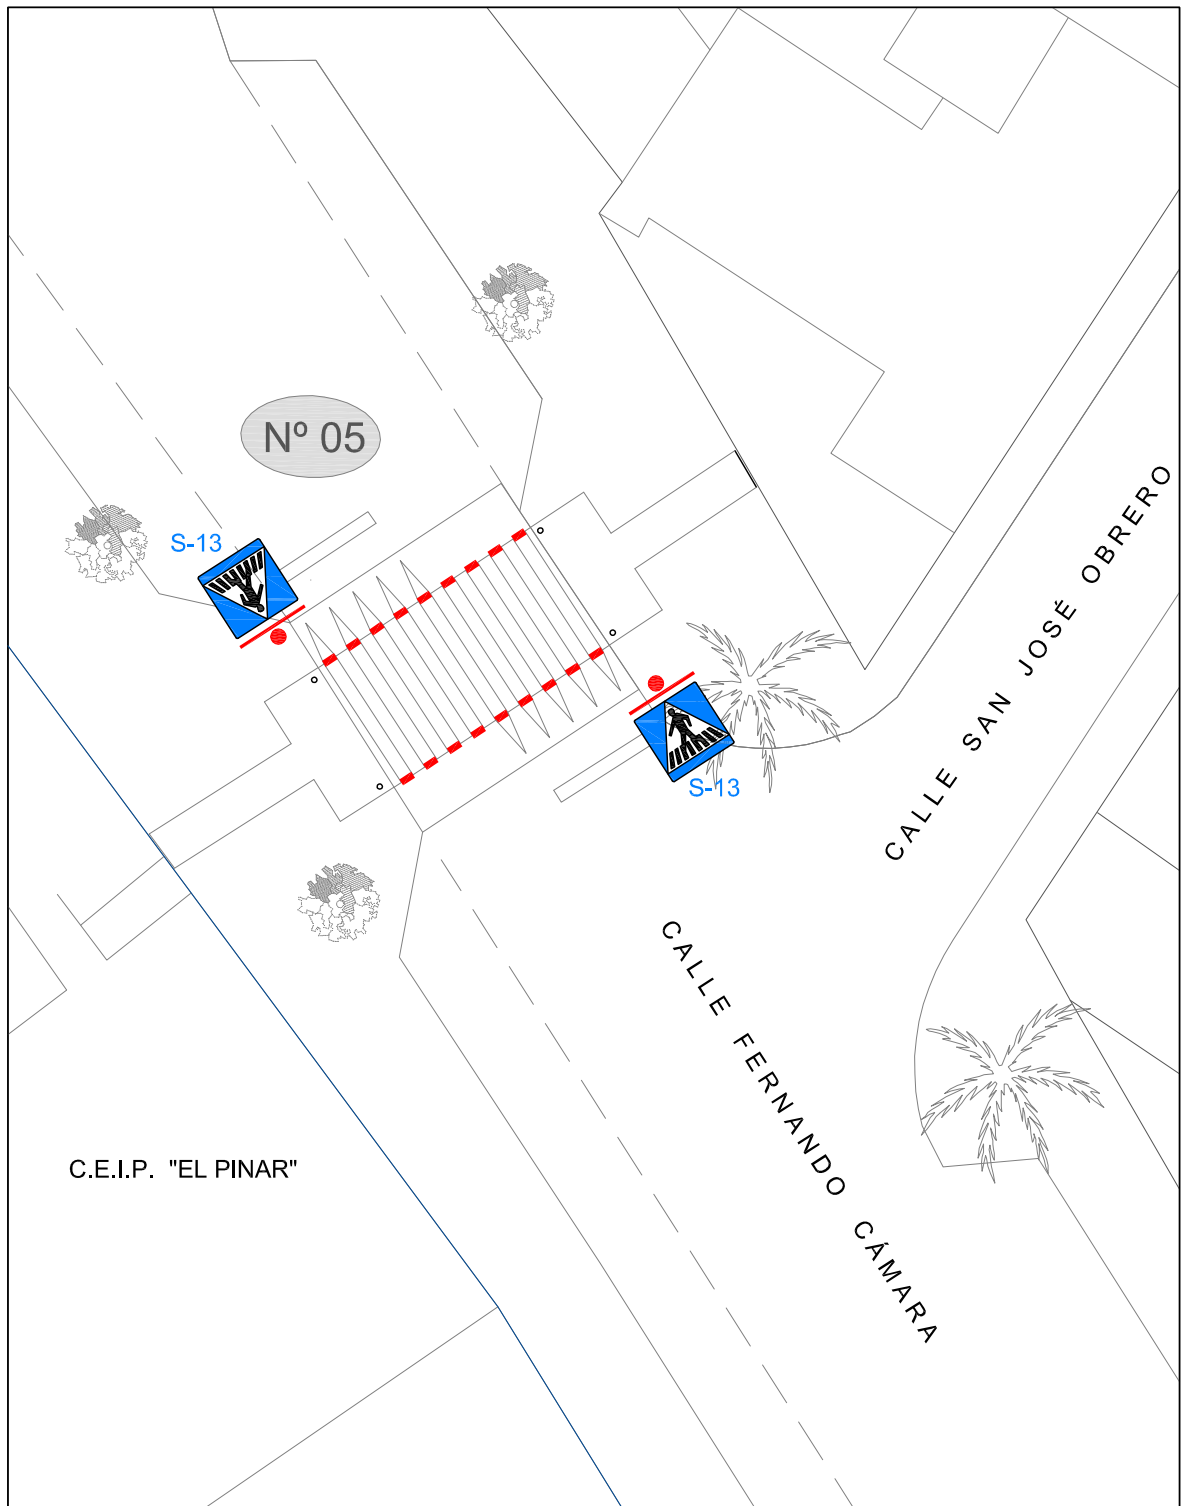 Nº 05
S-13
S-13
CALLE SAN JOSÉ OBRERO
CALLE FERNANDO CÁMARA
C.E.I.P. "EL PINAR"